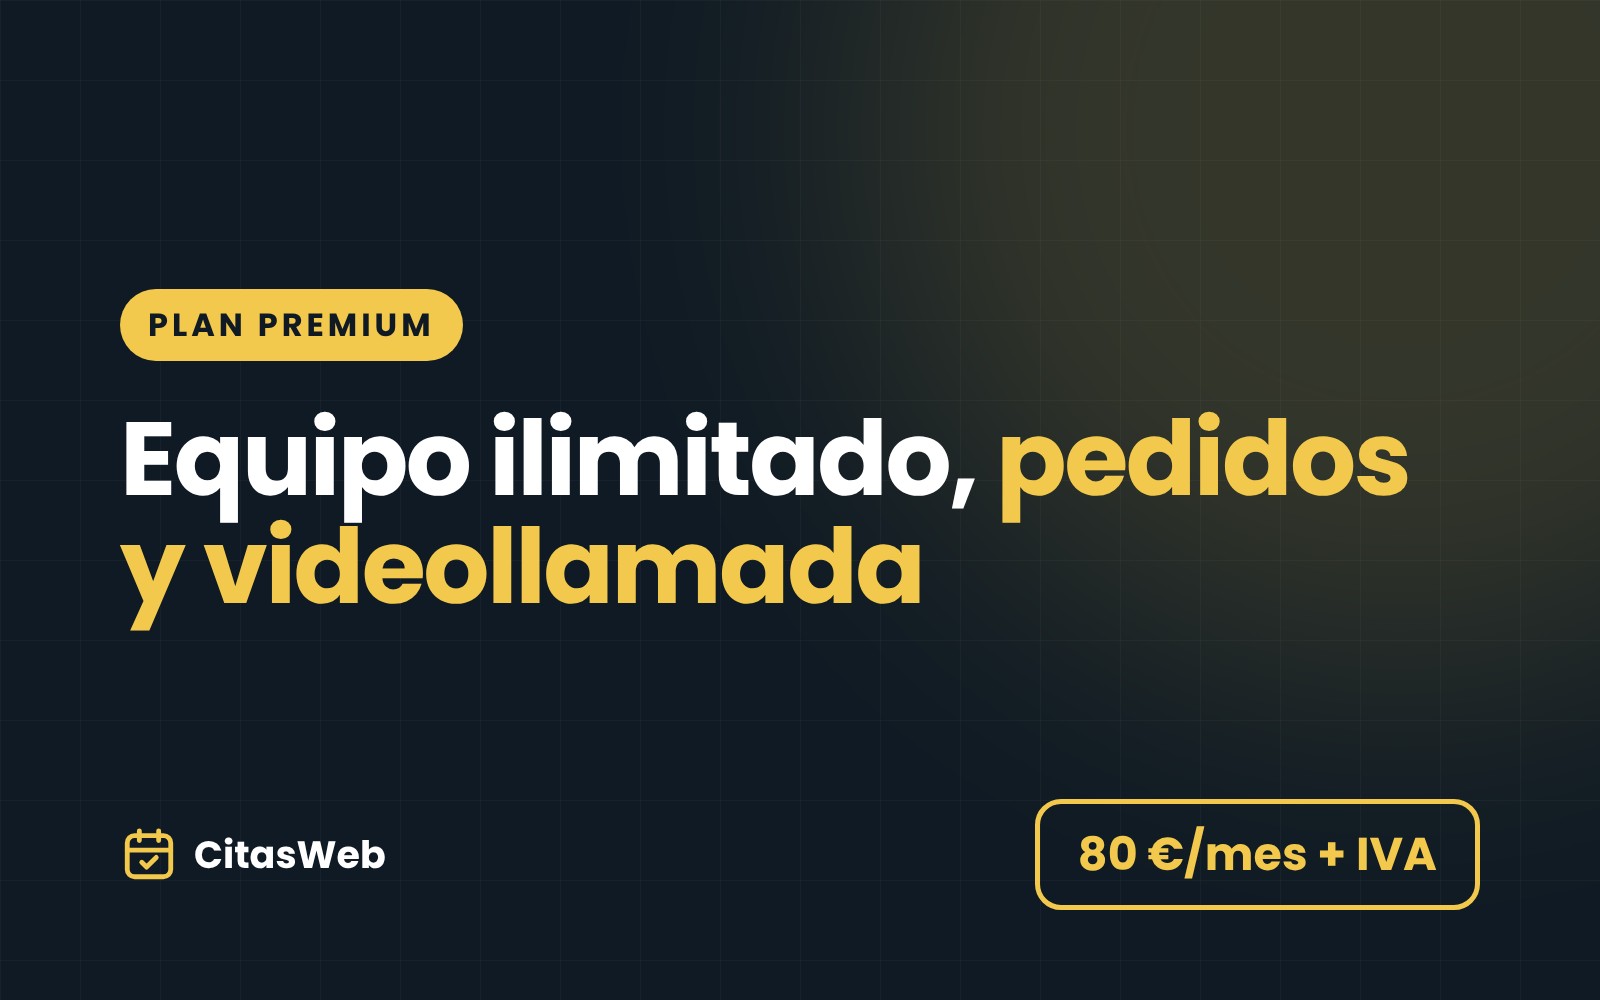 PLAN PREMIUM
Equipo ilimitado, pedidos
y videollamada
CitasWeb
80 €/mes + IVA